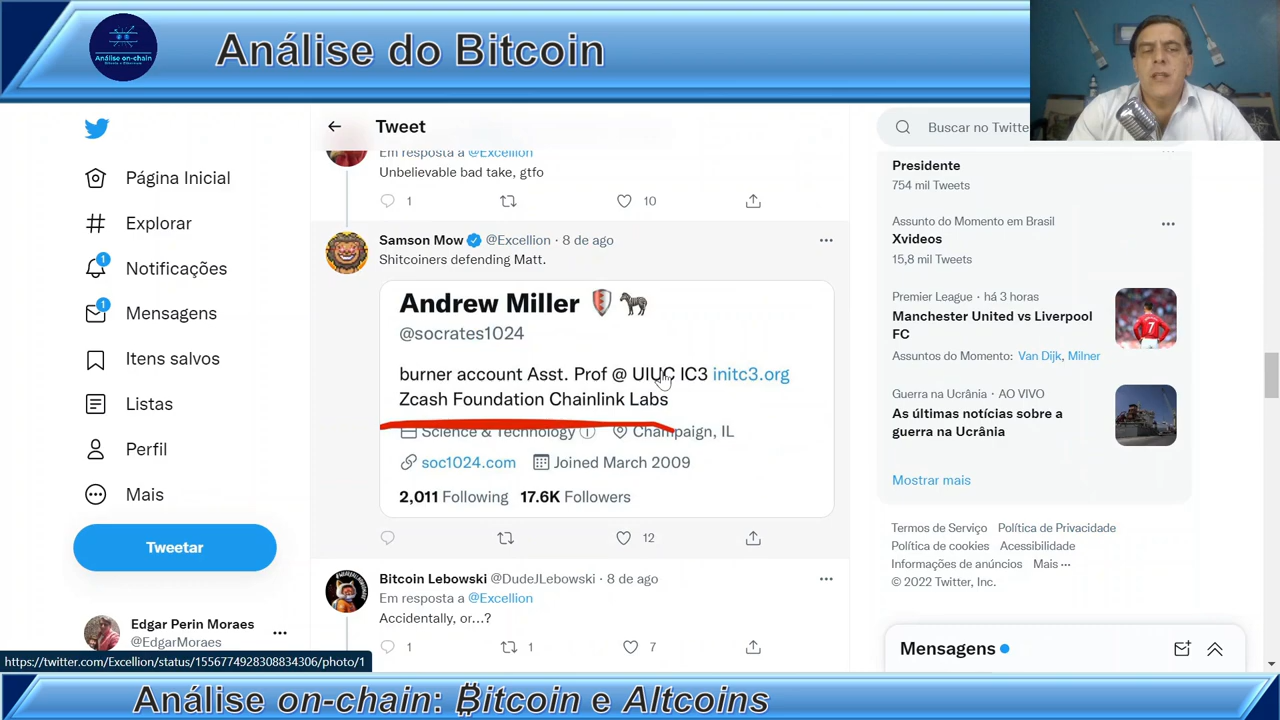 Análise on-chain
Análise do Bitcoin
Página Inicial
Explorar
1
Notificações
1
Mensagens
Itens salvos
Listas
Perfil
Mais
Tweetar
Edgar Perin Moraes
@EdgarMoraes
https://twitter.com/Excellion/status/1556774928308834306/photo/1
Tweet
Em resposta a @Excellion
Unbelievable bad take, gtfo
1 10
Samson Mow @Excellion · 8 de ago
Shitcoiners defending Matt.
Andrew Miller
@socrates1024
burner account Asst. Prof @ UIUC IC3 initc3.org
Zcash Foundation Chainlink Labs
Science & Technology Champaign, IL
soc1024.com Joined March 2009
2,011 Following 17.6K Followers
12
Bitcoin Lebowski @DudeJLebowski · 8 de ago
Em resposta a @Excellion
Accidentally, or...?
1 1 7
Buscar no Twitte
Presidente
754 mil Tweets
Assunto do Momento em Brasil
Xvideos
15,8 mil Tweets
Premier League · há 3 horas
Manchester United vs Liverpool
FC
Assuntos do Momento: Van Dijk, Milner
Guerra na Ucrânia · AO VIVO
As últimas notícias sobre a
guerra na Ucrânia
Mostrar mais
Termos de Serviço Política de Privacidade
Política de cookies Acessibilidade
Informações de anúncios Mais ···
© 2022 Twitter, Inc.
Mensagens
Análise on-chain: ₿itcoin e Altcoins